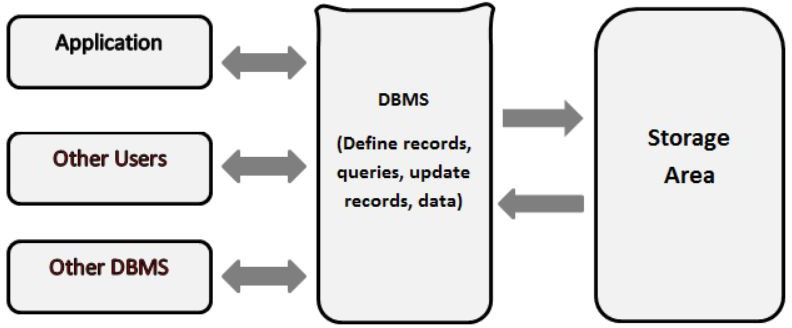 Application
Other Users
Other DBMS
DBMS
(Define records,
queries, update
records, data)
Storage
Area